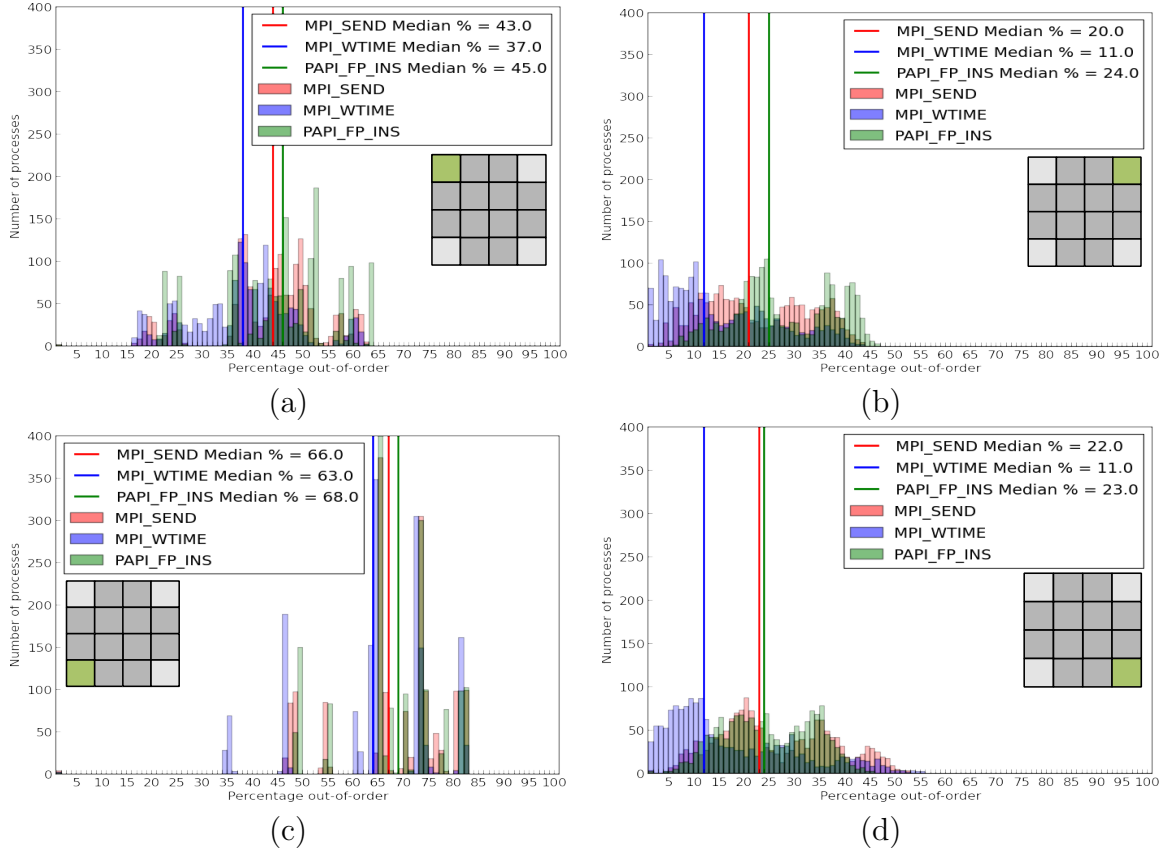 400
350
300
250
200
150
100
50
0
Number of processes
MPI_SEND Median % = 43.0
MPI_WTIME Median % = 37.0
PAPI_FP_INS Median % = 45.0
MPI_SEND
MPI_WTIME
PAPI_FP_INS
5 10 15 20 25 30 35 40 45 50 55 60 65 70 75 80 85 90 95 100
Percentage out-of-order
(a)
400
350
300
250
200
150
100
50
0
Number of processes
MPI_SEND Median % = 20.0
MPI_WTIME Median % = 11.0
PAPI_FP_INS Median % = 24.0
MPI_SEND
MPI_WTIME
PAPI_FP_INS
5 10 15 20 25 30 35 40 45 50 55 60 65 70 75 80 85 90 95 100
Percentage out-of-order
(b)
400
350
300
250
200
150
100
50
0
Number of processes
MPI_SEND Median % = 66.0
MPI_WTIME Median % = 63.0
PAPI_FP_INS Median % = 68.0
MPI_SEND
MPI_WTIME
PAPI_FP_INS
5 10 15 20 25 30 35 40 45 50 55 60 65 70 75 80 85 90 95 100
Percentage out-of-order
(c)
400
350
300
250
200
150
100
50
0
Number of processes
MPI_SEND Median % = 22.0
MPI_WTIME Median % = 11.0
PAPI_FP_INS Median % = 23.0
MPI_SEND
MPI_WTIME
PAPI_FP_INS
5 10 15 20 25 30 35 40 45 50 55 60 65 70 75 80 85 90 95 100
Percentage out-of-order
(d)